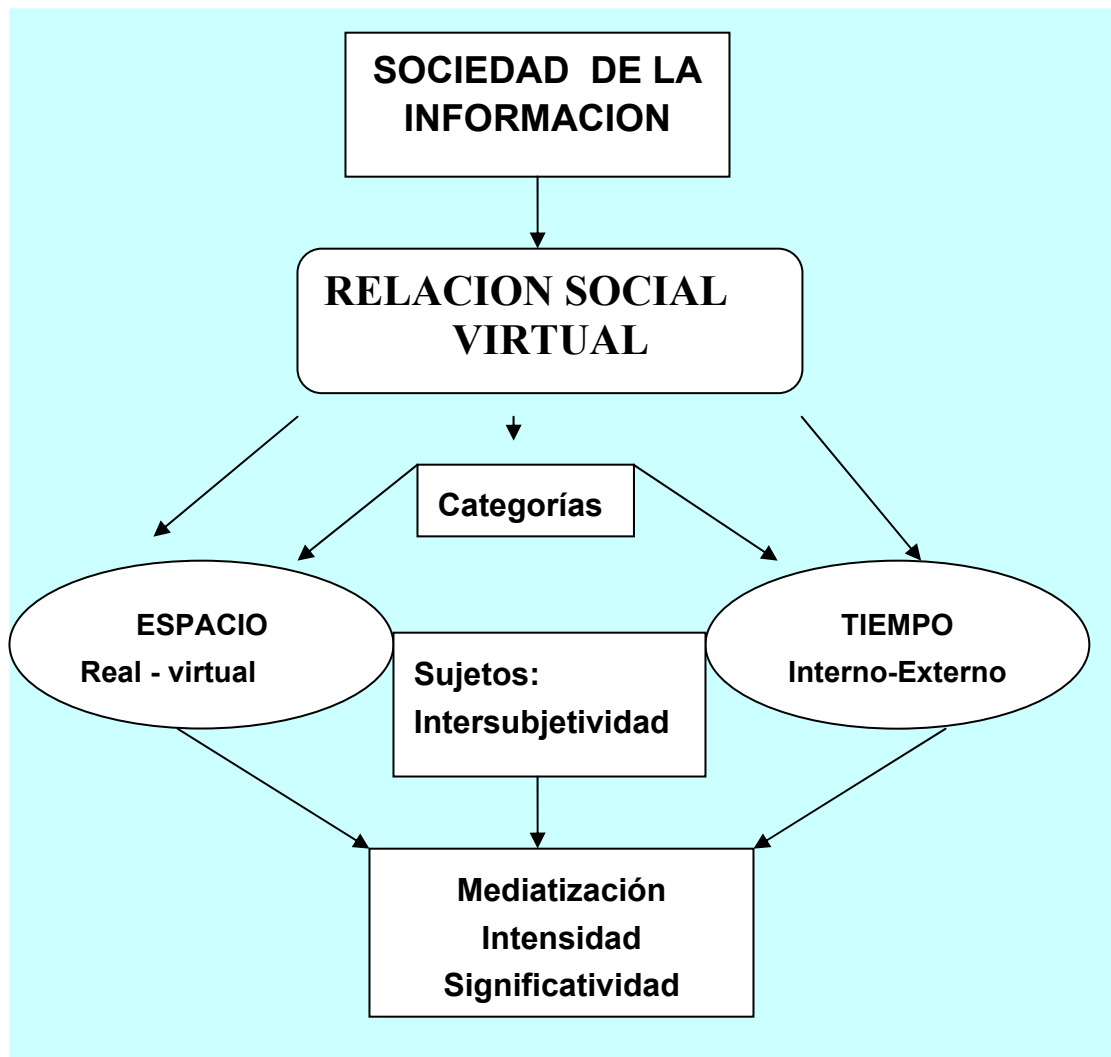 SOCIEDAD DE LA
INFORMACION
RELACION SOCIAL
VIRTUAL
Categorías
ESPACIO
Real - virtual
Sujetos:
Intersubjetividad
TIEMPO
Interno-Externo
Mediatización
Intensidad
Significatividad